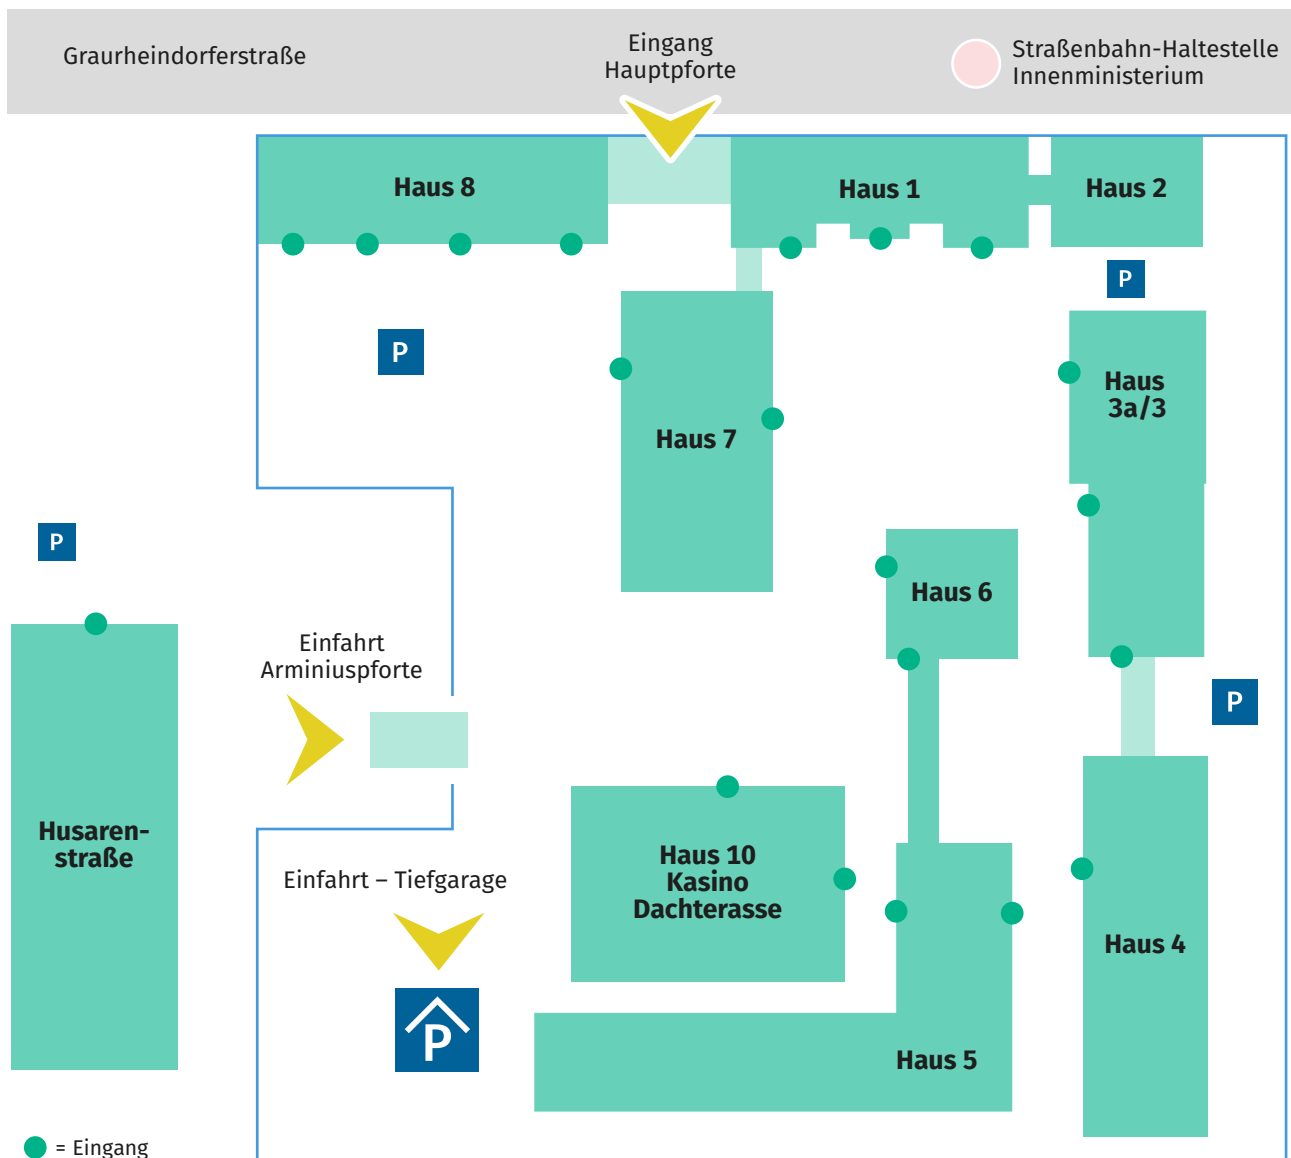 Graurheindorferstraße
Eingang
Hauptpforte
Straßenbahn-Haltestelle
Innenministerium
Haus 8
Haus 1
Haus 2
P
P
Haus
3a/3
Haus 7
P
Haus 6
Einfahrt
Arminiuspforte
P
Husaren-
straße
Haus 10
Kasino
Dachterasse
Einfahrt – Tiefgarage
Haus 4
P
Haus 5
= Eingang